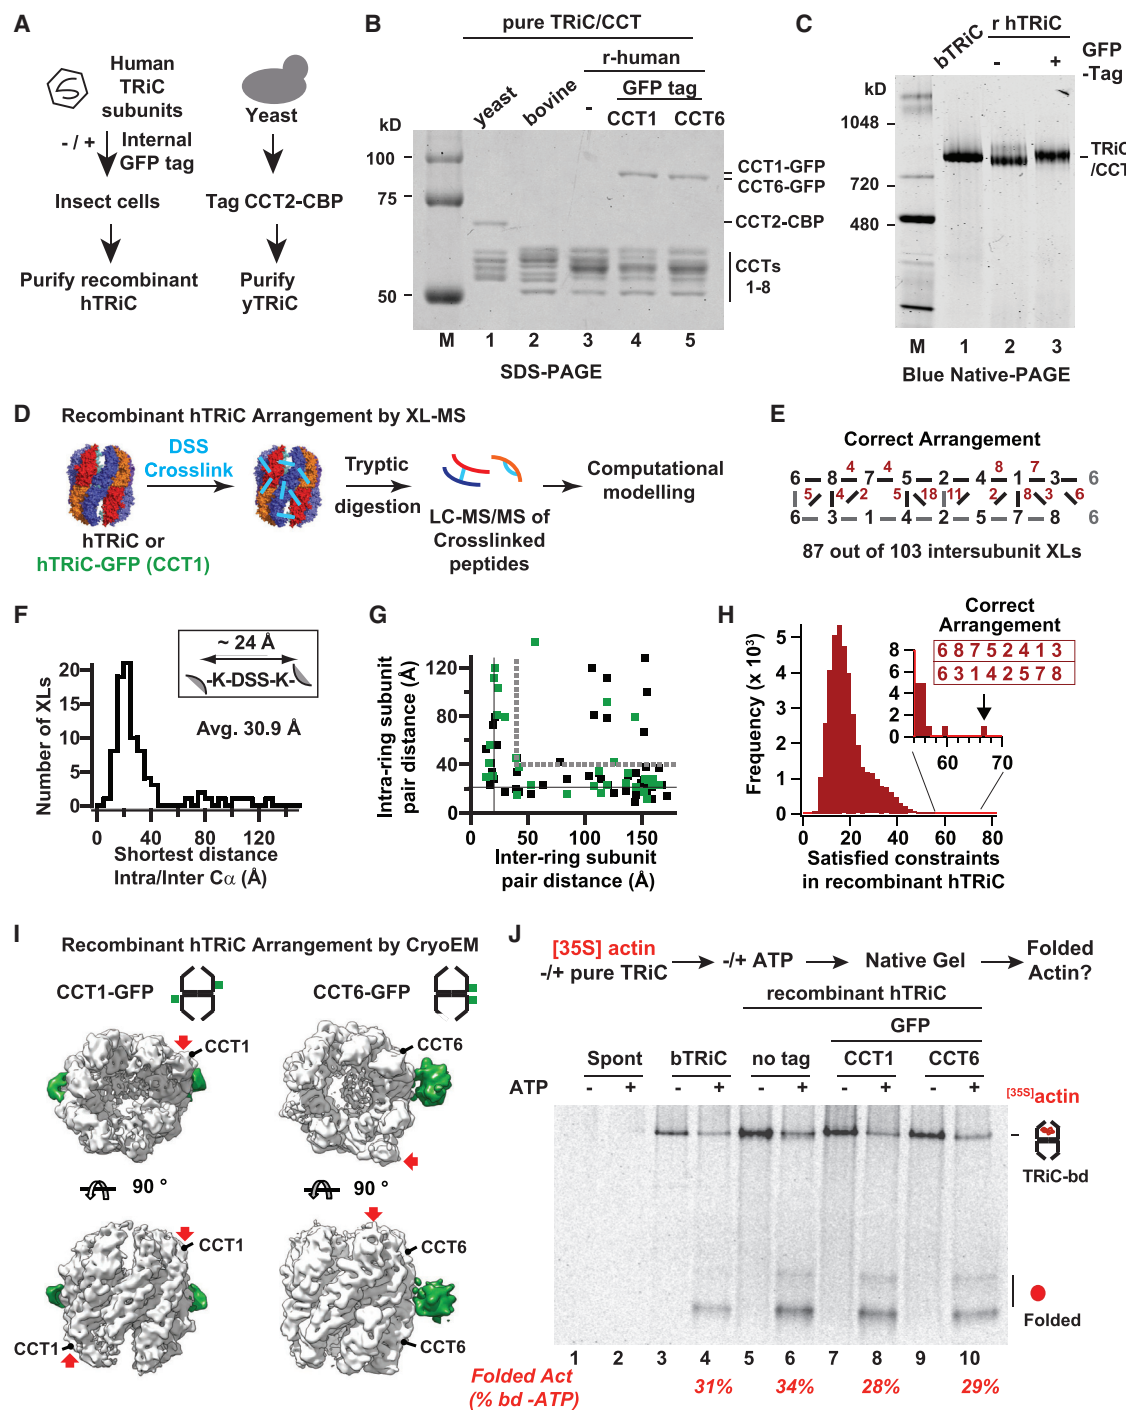 A
Human
TRiC
subunits
- / +
Internal
GFP tag
Insect cells
Purify recombinant
hTRiC
Yeast
Tag CCT2-CBP
Purify
yTRiC
B
pure TRiC/CCT
r-human
GFP tag
yeast
bovine
-
CCT1
CCT6
kD
100
75
50
CCT1-GFP
CCT6-GFP
CCT2-CBP
CCTs
1-8
M 1 2 3 4 5
SDS-PAGE
C
bTRiC
r hTRiC
- +
GFP
-Tag
kD
1048
720
480
TRiC
/CCT
M 1 2 3
Blue Native-PAGE
D
Recombinant hTRiC Arrangement by XL-MS
DSS
Crosslink
Tryptic
digestion
Computational
modelling
hTRiC or
hTRiC-GFP (CCT1)
LC-MS/MS of
Crosslinked
peptides
E
Correct Arrangement
4 4 8 7
6 8 7 5 2 4 1 3 6
5 4 2 5 18 11 2 8 3 6
6 3 1 4 2 5 7 8 6
87 out of 103 intersubunit XLs
F
~ 24 Å
-K-DSS-K-
Avg. 30.9 Å
Number of XLs
20
15
10
5
0
0 40 80 120
Shortest distance
Intra/Inter Cα (Å)
G
Intra-ring subunit
pair distance (Å)
120
80
40
0
0 50 100 150
Inter-ring subunit
pair distance (Å)
H
Correct
Arrangement
6 8 7 5 2 4 1 3
6 3 1 4 2 5 7 8
8
6
4
2
0
60 70
Frequency (x 10³)
5
4
3
2
1
0
0 20 40 60 80
Satisfied constraints
in recombinant hTRiC
I
Recombinant hTRiC Arrangement by CryoEM
CCT1-GFP
CCT6-GFP
CCT1
CCT6
90 °
90 °
CCT1
CCT6
CCT1
CCT6
J
[35S] actin
-/+ pure TRiC
-/+ ATP
Native Gel
Folded
Actin?
recombinant hTRiC
GFP
Spont bTRiC no tag CCT1 CCT6
ATP - + - + - + - + - +
[35S]actin
TRiC-bd
Folded
1 2 3 4 5 6 7 8 9 10
Folded Act
(% bd -ATP)
31% 34% 28% 29%